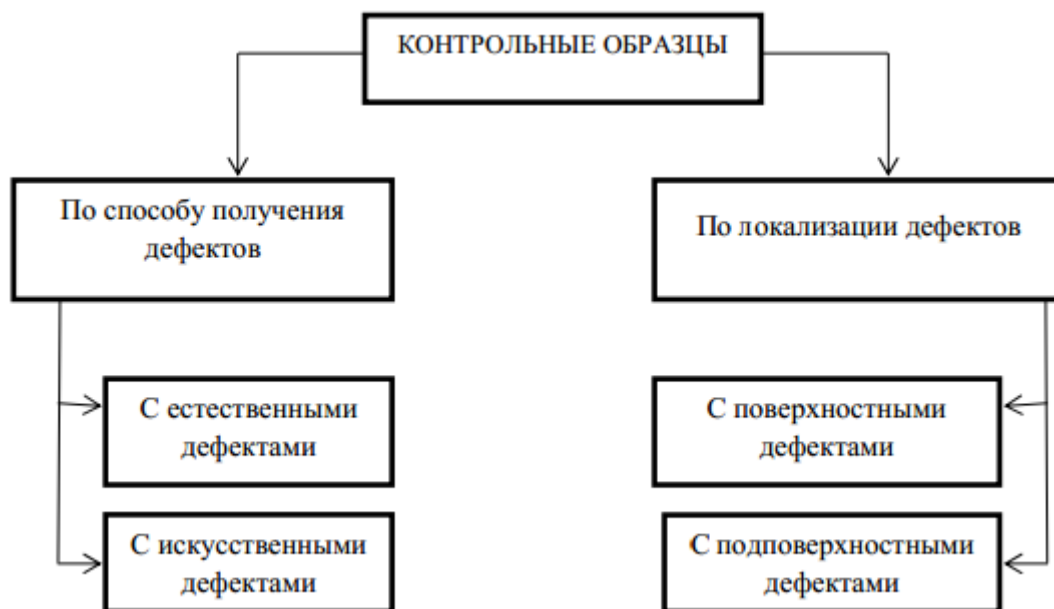 КОНТРОЛЬНЫЕ ОБРАЗЦЫ
По способу получения
дефектов
По локализации дефектов
С естественными
дефектами
С поверхностными
дефектами
С искусственными
дефектами
С подповерхностными
дефектами